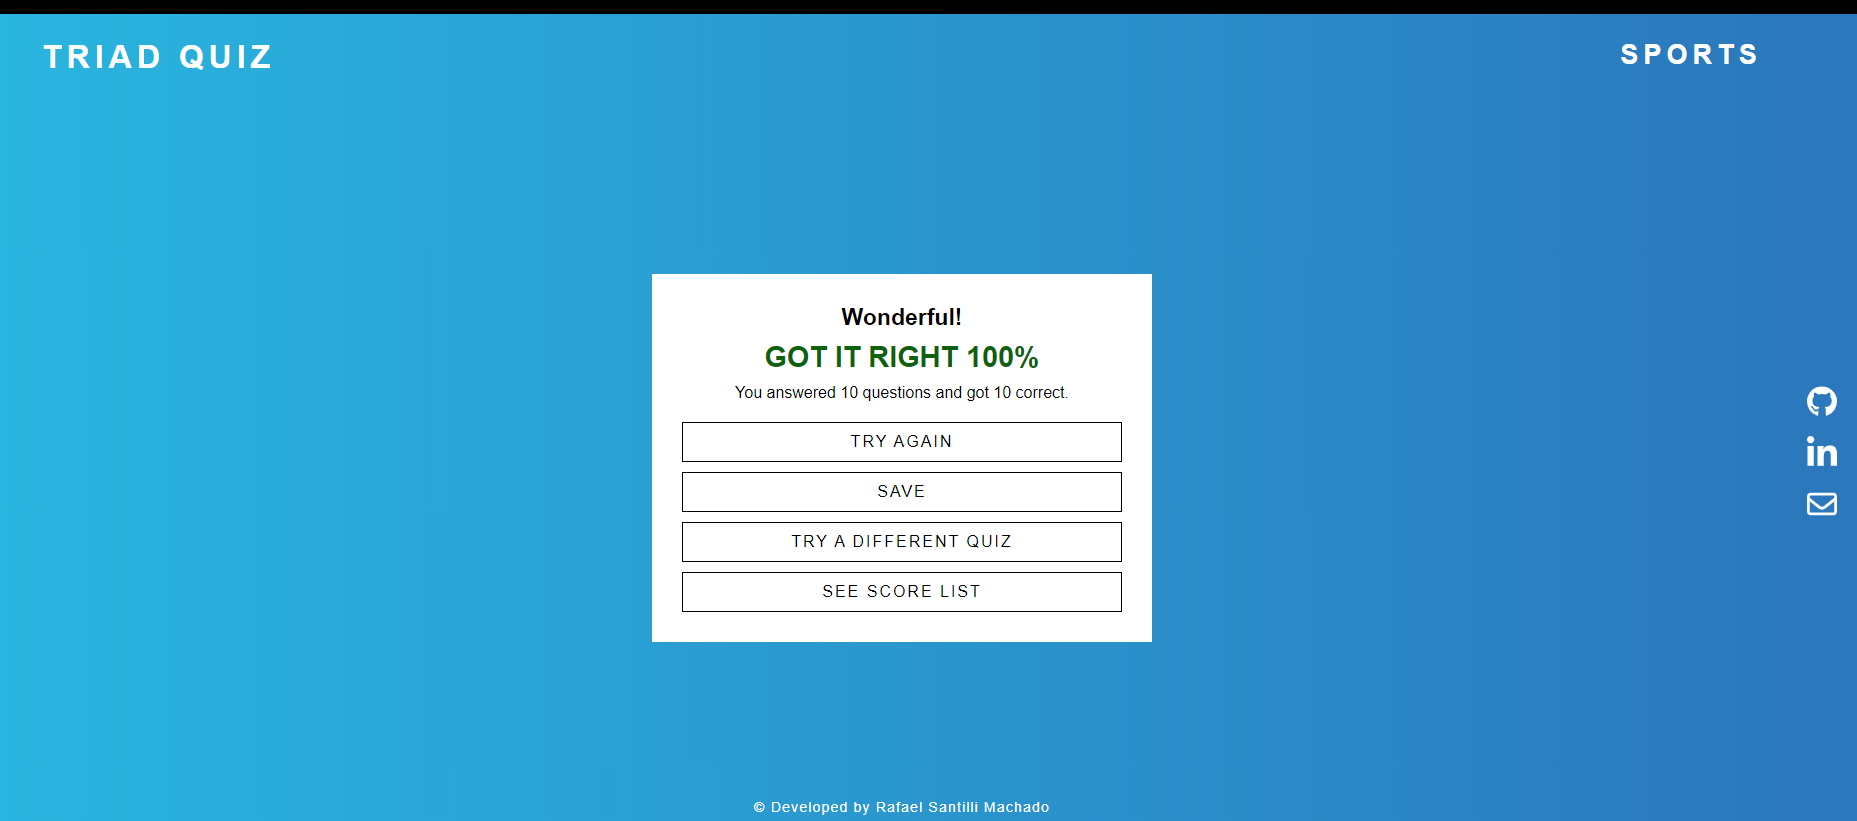 TRIAD QUIZ
SPORTS
Wonderful!
GOT IT RIGHT 100%
You answered 10 questions and got 10 correct.
TRY AGAIN
SAVE
TRY A DIFFERENT QUIZ
SEE SCORE LIST
in
© Developed by Rafael Santilli Machado